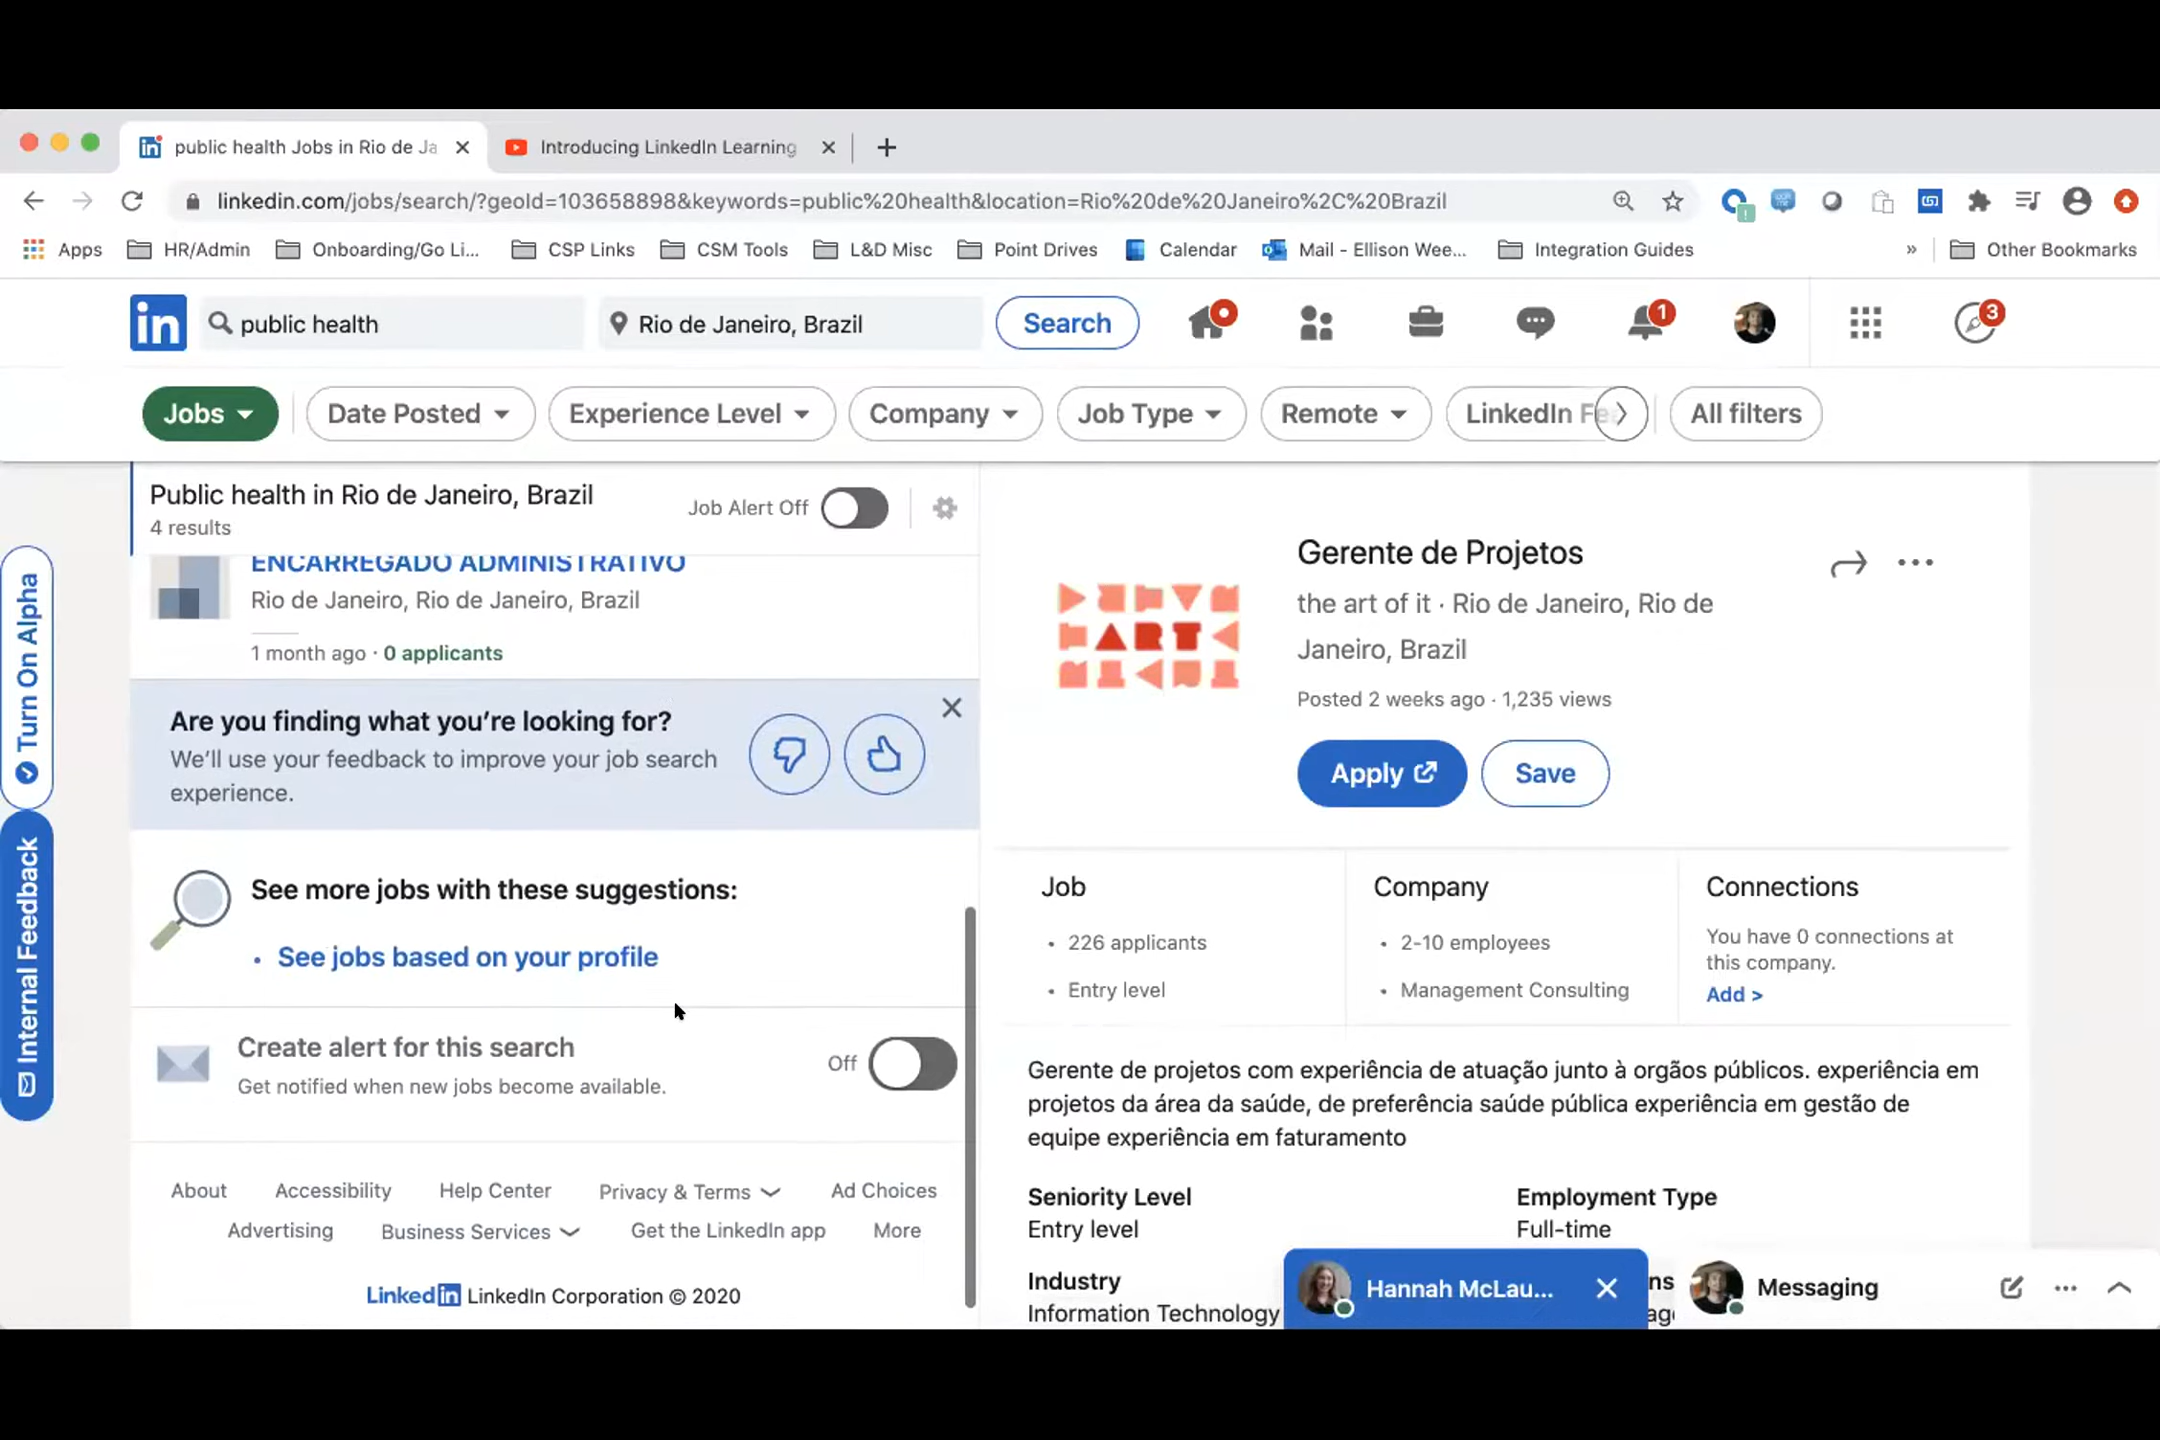 public health Jobs in Rio de Ja
Introducing LinkedIn Learning
linkedin.com/jobs/search/?geoId=103658898&keywords=public%20health&location=Rio%20de%20Janeiro%2C%20Brazil
Apps HR/Admin Onboarding/Go Li... CSP Links CSM Tools L&D Misc Point Drives Calendar Mail - Ellison Wee... Integration Guides » Other Bookmarks
in public health Rio de Janeiro, Brazil Search 1 3
Jobs Date Posted Experience Level Company Job Type Remote LinkedIn Fea All filters
Turn On Alpha
Internal Feedback
Public health in Rio de Janeiro, Brazil
4 results
Job Alert Off
ENCARREGADO ADMINISTRATIVO
Rio de Janeiro, Rio de Janeiro, Brazil
1 month ago · 0 applicants
Are you finding what you're looking for?
We'll use your feedback to improve your job search
experience.
See more jobs with these suggestions:
• See jobs based on your profile
Create alert for this search
Get notified when new jobs become available.
Off
About Accessibility Help Center Privacy & Terms Ad Choices
Advertising Business Services Get the LinkedIn app More
LinkedIn LinkedIn Corporation © 2020
ART
Gerente de Projetos
the art of it · Rio de Janeiro, Rio de
Janeiro, Brazil
Posted 2 weeks ago · 1,235 views
Apply
Save
Job
• 226 applicants
• Entry level
Company
• 2-10 employees
• Management Consulting
Connections
You have 0 connections at
this company.
Add >
Gerente de projetos com experiência de atuação junto à orgãos públicos. experiência em
projetos da área da saúde, de preferência saúde pública experiência em gestão de
equipe experiência em faturamento
Seniority Level
Entry level
Employment Type
Full-time
Industry
Information Technology
Hannah McLau...
Messaging